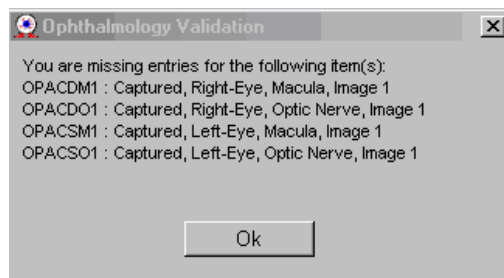 Ophthalmology Validation
You are missing entries for the following item(s):
OPACDM1 : Captured, Right-Eye, Macula, Image 1
OPACDO1 : Captured, Right-Eye, Optic Nerve, Image 1
OPACSM1 : Captured, Left-Eye, Macula, Image 1
OPACSO1 : Captured, Left-Eye, Optic Nerve, Image 1
Ok